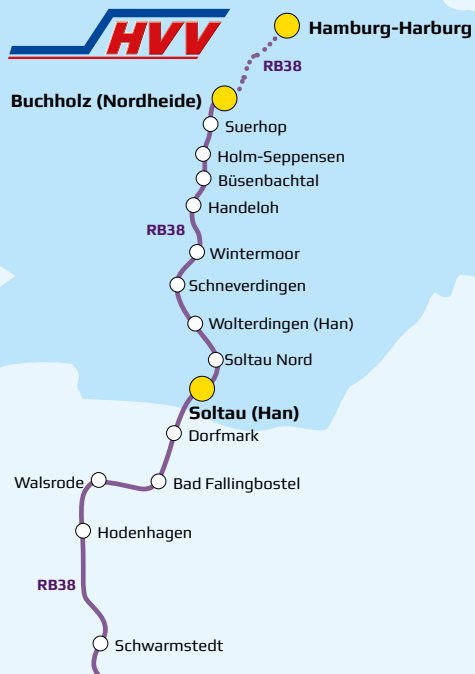 HVV
Hamburg-Harburg
RB38
Buchholz (Nordheide)
Suerhop
Holm-Seppensen
Büsenbachtal
Handeloh
RB38
Wintermoor
Schneverdingen
Wolterdingen (Han)
Soltau Nord
Soltau (Han)
Dorfmark
Walsrode
Bad Fallingbostel
Hodenhagen
RB38
Schwarmstedt